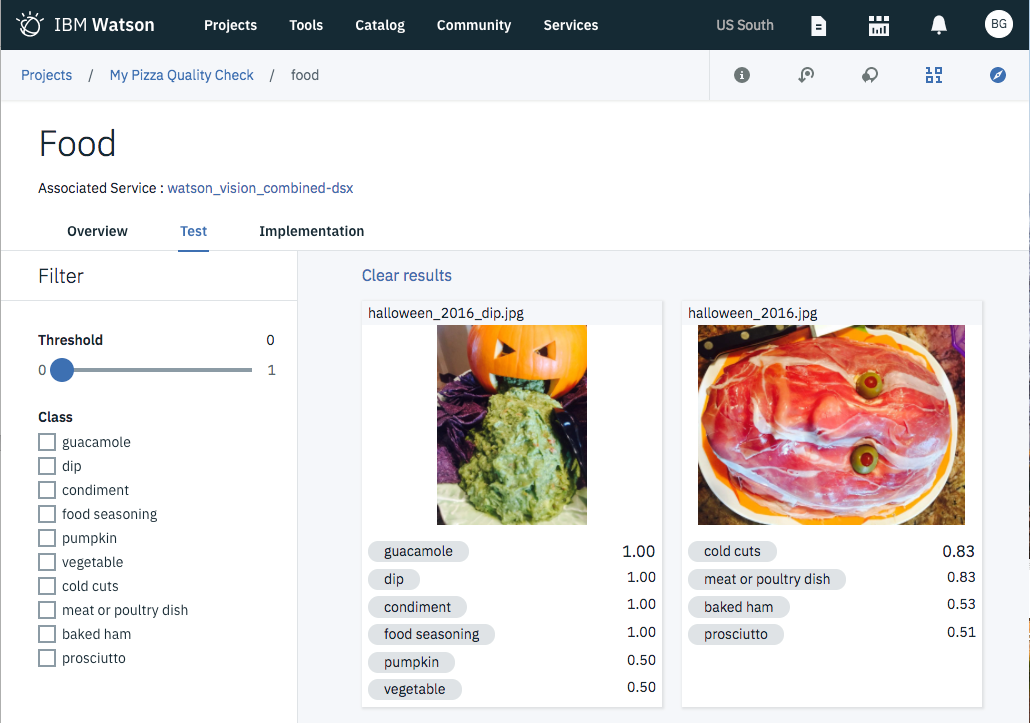 IBM Watson Projects Tools Catalog Community Services US South BG
Projects / My Pizza Quality Check / food
Food
Associated Service : watson_vision_combined-dsx
Overview Test Implementation
Filter
Threshold 0
0 1
Class
guacamole
dip
condiment
food seasoning
pumpkin
vegetable
cold cuts
meat or poultry dish
baked ham
prosciutto
Clear results
halloween_2016_dip.jpg
guacamole 1.00
dip 1.00
condiment 1.00
food seasoning 1.00
pumpkin 0.50
vegetable 0.50
halloween_2016.jpg
cold cuts 0.83
meat or poultry dish 0.83
baked ham 0.53
prosciutto 0.51